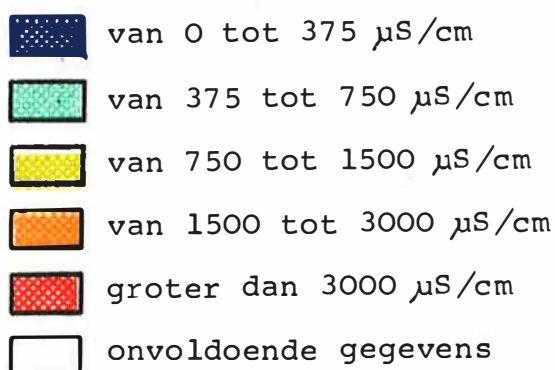 van 0 tot 375 µS/cm
van 375 tot 750 µS/cm
van 750 tot 1500 µS/cm
van 1500 tot 3000 µS/cm
groter dan 3000 µS/cm
onvoldoende gegevens